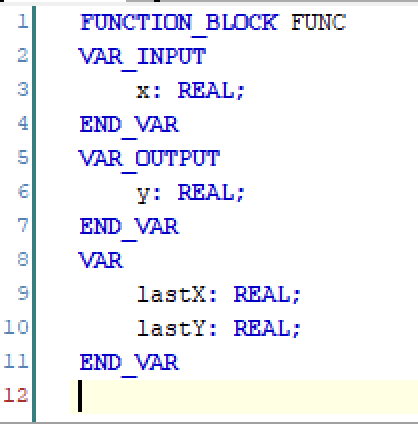 1 FUNCTION_BLOCK FUNC
2 VAR_INPUT
3 x: REAL;
4 END_VAR
5 VAR_OUTPUT
6 y: REAL;
7 END_VAR
8 VAR
9 lastX: REAL;
10 lastY: REAL;
11 END_VAR
12